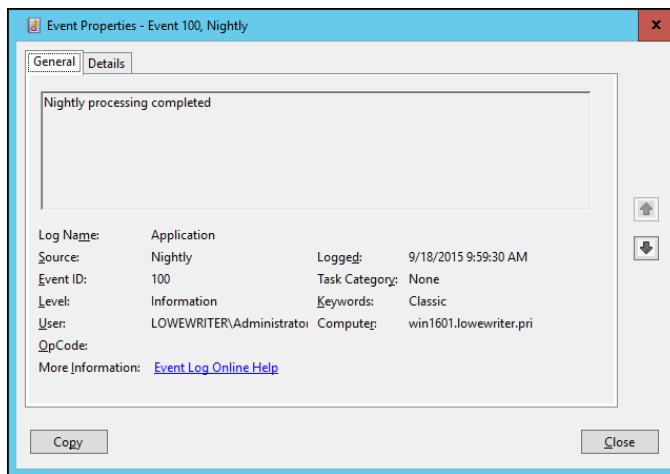 Event Properties - Event 100, Nightly
x
General Details
Nightly processing completed
Log Name: Application
Source: Nightly Logged: 9/18/2015 9:59:30 AM
Event ID: 100 Task Category: None
Level: Information Keywords: Classic
User: LOWEWRITER\Administrator Computer: win1601.lowewriter.pri
OpCode:
More Information: Event Log Online Help
Copy Close